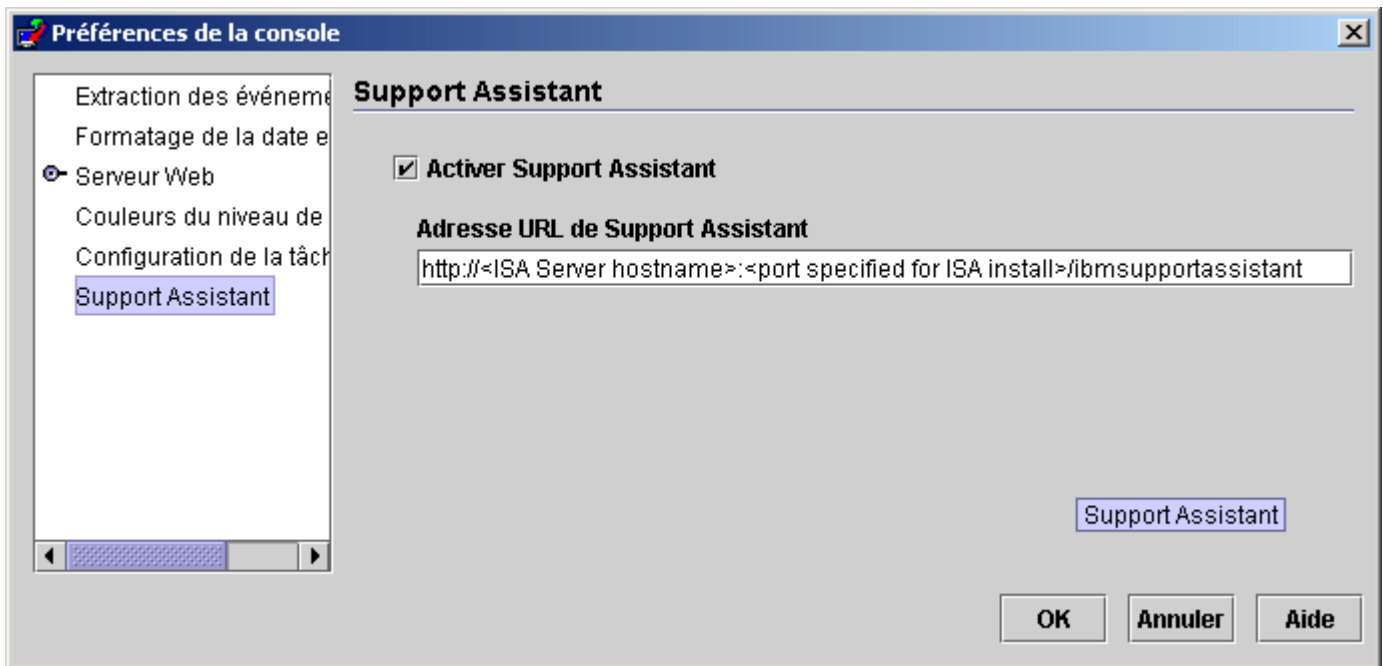 Préférences de la console
Extraction des événeme
Formatage de la date e
Serveur Web
Couleurs du niveau de
Configuration de la tâch
Support Assistant
Support Assistant
Activer Support Assistant
Adresse URL de Support Assistant
http://<ISA Server hostname>:<port specified for ISA install>/ibmsupportassistant
Support Assistant
OK Annuler Aide